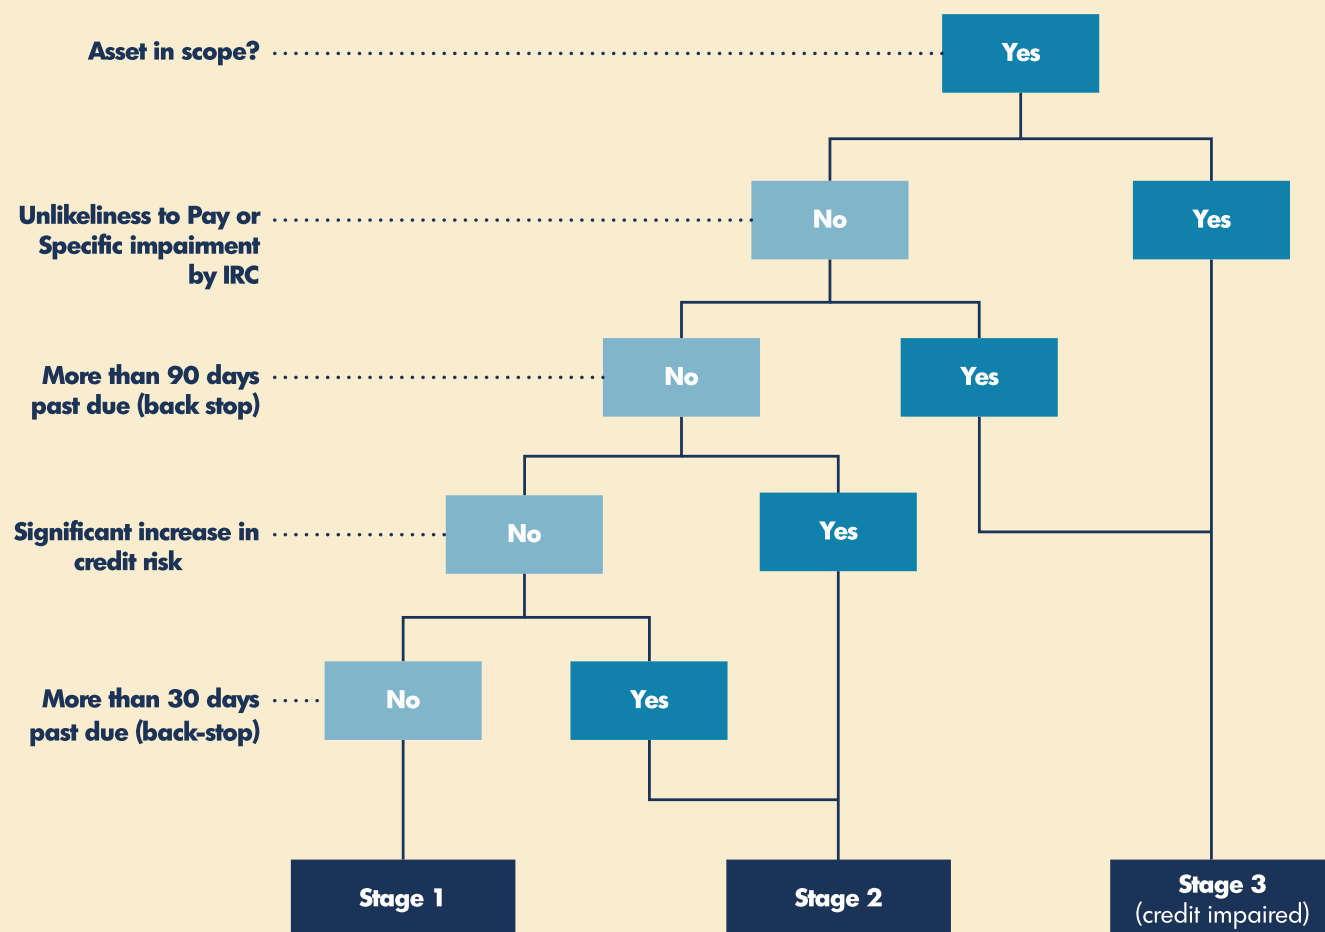 Asset in scope?
Yes
Unlikeliness to Pay or
Specific impairment
by IRC
No
Yes
More than 90 days
past due (back stop)
No
Yes
Significant increase in
credit risk
No
Yes
More than 30 days
past due (back-stop)
No
Yes
Stage 1
Stage 2
Stage 3
(credit impaired)